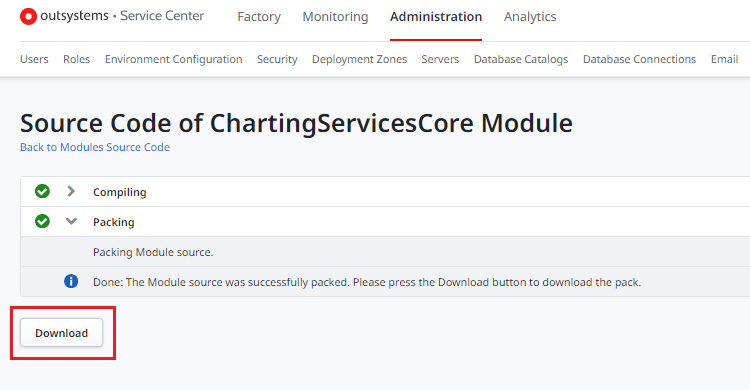 outsystems • Service Center Factory Monitoring Administration Analytics
Users Roles Environment Configuration Security Deployment Zones Servers Database Catalogs Database Connections Email
Source Code of ChartingServicesCore Module
Back to Modules Source Code
Compiling
Packing
Packing Module source.
Done: The Module source was successfully packed. Please press the Download button to download the pack.
Download